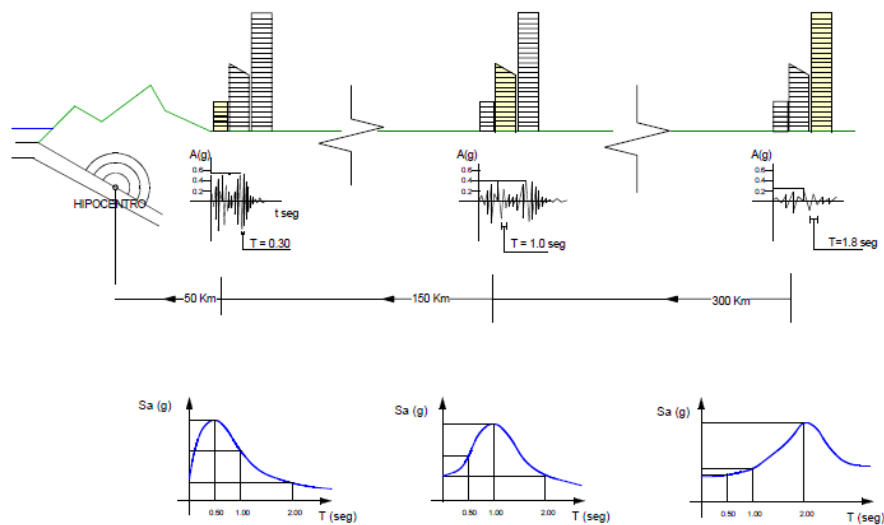 A(g)
0.6
0.4
0.2
HIPOCENTRO
t seg
T = 0.30
A(g)
0.6
0.4
0.2
T = 1.0 seg
A(g)
0.6
0.4
0.2
T=1.8 seg
50 Km
150 Km
300 Km
Sa (g)
0.50 1.00 2.00
T (seg)
Sa (g)
0.50 1.00 2.00
T (seg)
Sa (g)
0.50 1.00 2.00
T (seg)